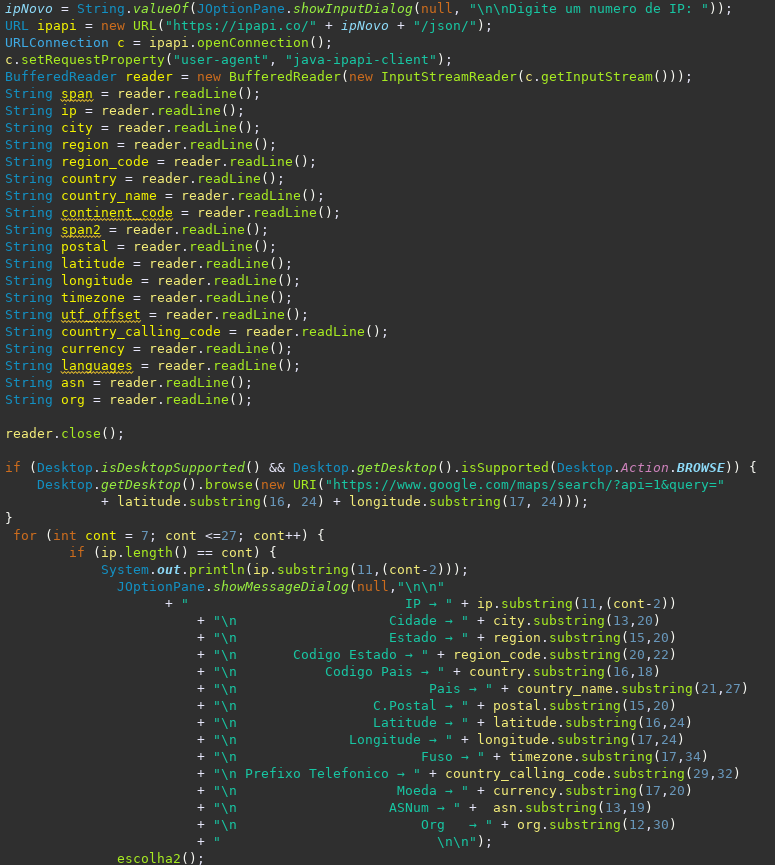 ipNovo = String.valueOf(JOptionPane.showInputDialog(null, "\n\nDigite um numero de IP: "));
URL ipapi = new URL("https://ipapi.co/" + ipNovo + "/json/");
URLConnection c = ipapi.openConnection();
c.setRequestProperty("user-agent", "java-ipapi-client");
BufferedReader reader = new BufferedReader(new InputStreamReader(c.getInputStream()));
String span = reader.readLine();
String ip = reader.readLine();
String city = reader.readLine();
String region = reader.readLine();
String region_code = reader.readLine();
String country = reader.readLine();
String country_name = reader.readLine();
String continent_code = reader.readLine();
String span2 = reader.readLine();
String postal = reader.readLine();
String latitude = reader.readLine();
String longitude = reader.readLine();
String timezone = reader.readLine();
String utf_offset = reader.readLine();
String country_calling_code = reader.readLine();
String currency = reader.readLine();
String languages = reader.readLine();
String asn = reader.readLine();
String org = reader.readLine();
reader.close();
if (Desktop.isDesktopSupported() && Desktop.getDesktop().isSupported(Desktop.Action.BROWSE)) {
Desktop.getDesktop().browse(new URI("https://www.google.com/maps/search/?api=1&query="
+ latitude.substring(16, 24) + longitude.substring(17, 24)));
}
for (int cont = 7; cont <=27; cont++) {
if (ip.length() == cont) {
System.out.println(ip.substring(11,(cont-2)));
JOptionPane.showMessageDialog(null,"\n\n"
+ " IP → " + ip.substring(11,(cont-2))
+ "\n Cidade → " + city.substring(13,20)
+ "\n Estado → " + region.substring(15,20)
+ "\n Codigo Estado → " + region_code.substring(20,22)
+ "\n Codigo Pais → " + country.substring(16,18)
+ "\n Pais → " + country_name.substring(21,27)
+ "\n C.Postal → " + postal.substring(15,20)
+ "\n Latitude → " + latitude.substring(16,24)
+ "\n Longitude → " + longitude.substring(17,24)
+ "\n Fuso → " + timezone.substring(17,34)
+ "\n Prefixo Telefonico → " + country_calling_code.substring(29,32)
+ "\n Moeda → " + currency.substring(17,20)
+ "\n ASNum → " + asn.substring(13,19)
+ "\n Org → " + org.substring(12,30)
+ " \n\n");
escolha2();